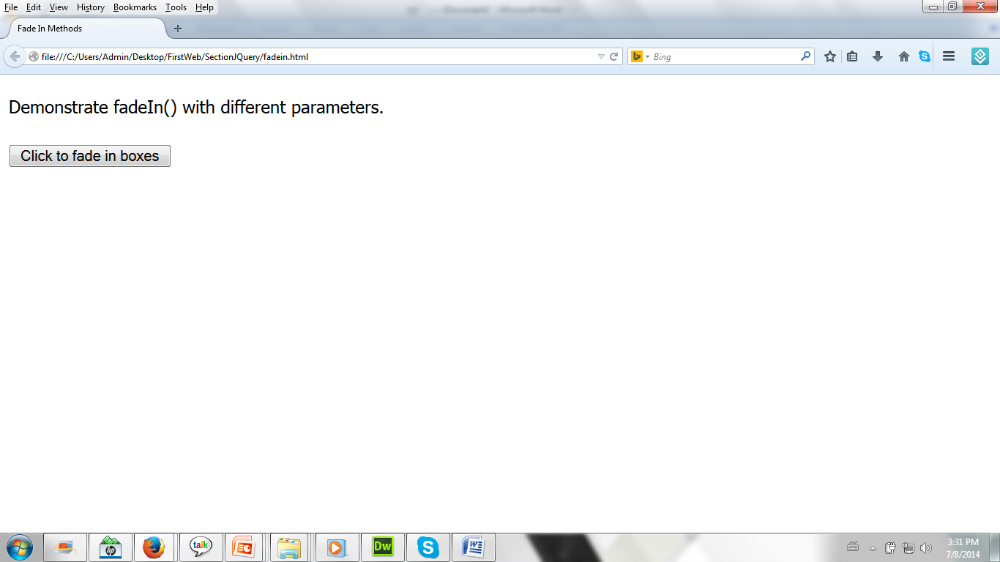 File Edit View History Bookmarks Tools Help
Fade In Methods
file:///C:/Users/Admin/Desktop/FirstWeb/SectionJQuery/fadein.html
Bing
Demonstrate fadeIn() with different parameters.
Click to fade in boxes
hp
talk
Dw
3:31 PM
7/8/2014